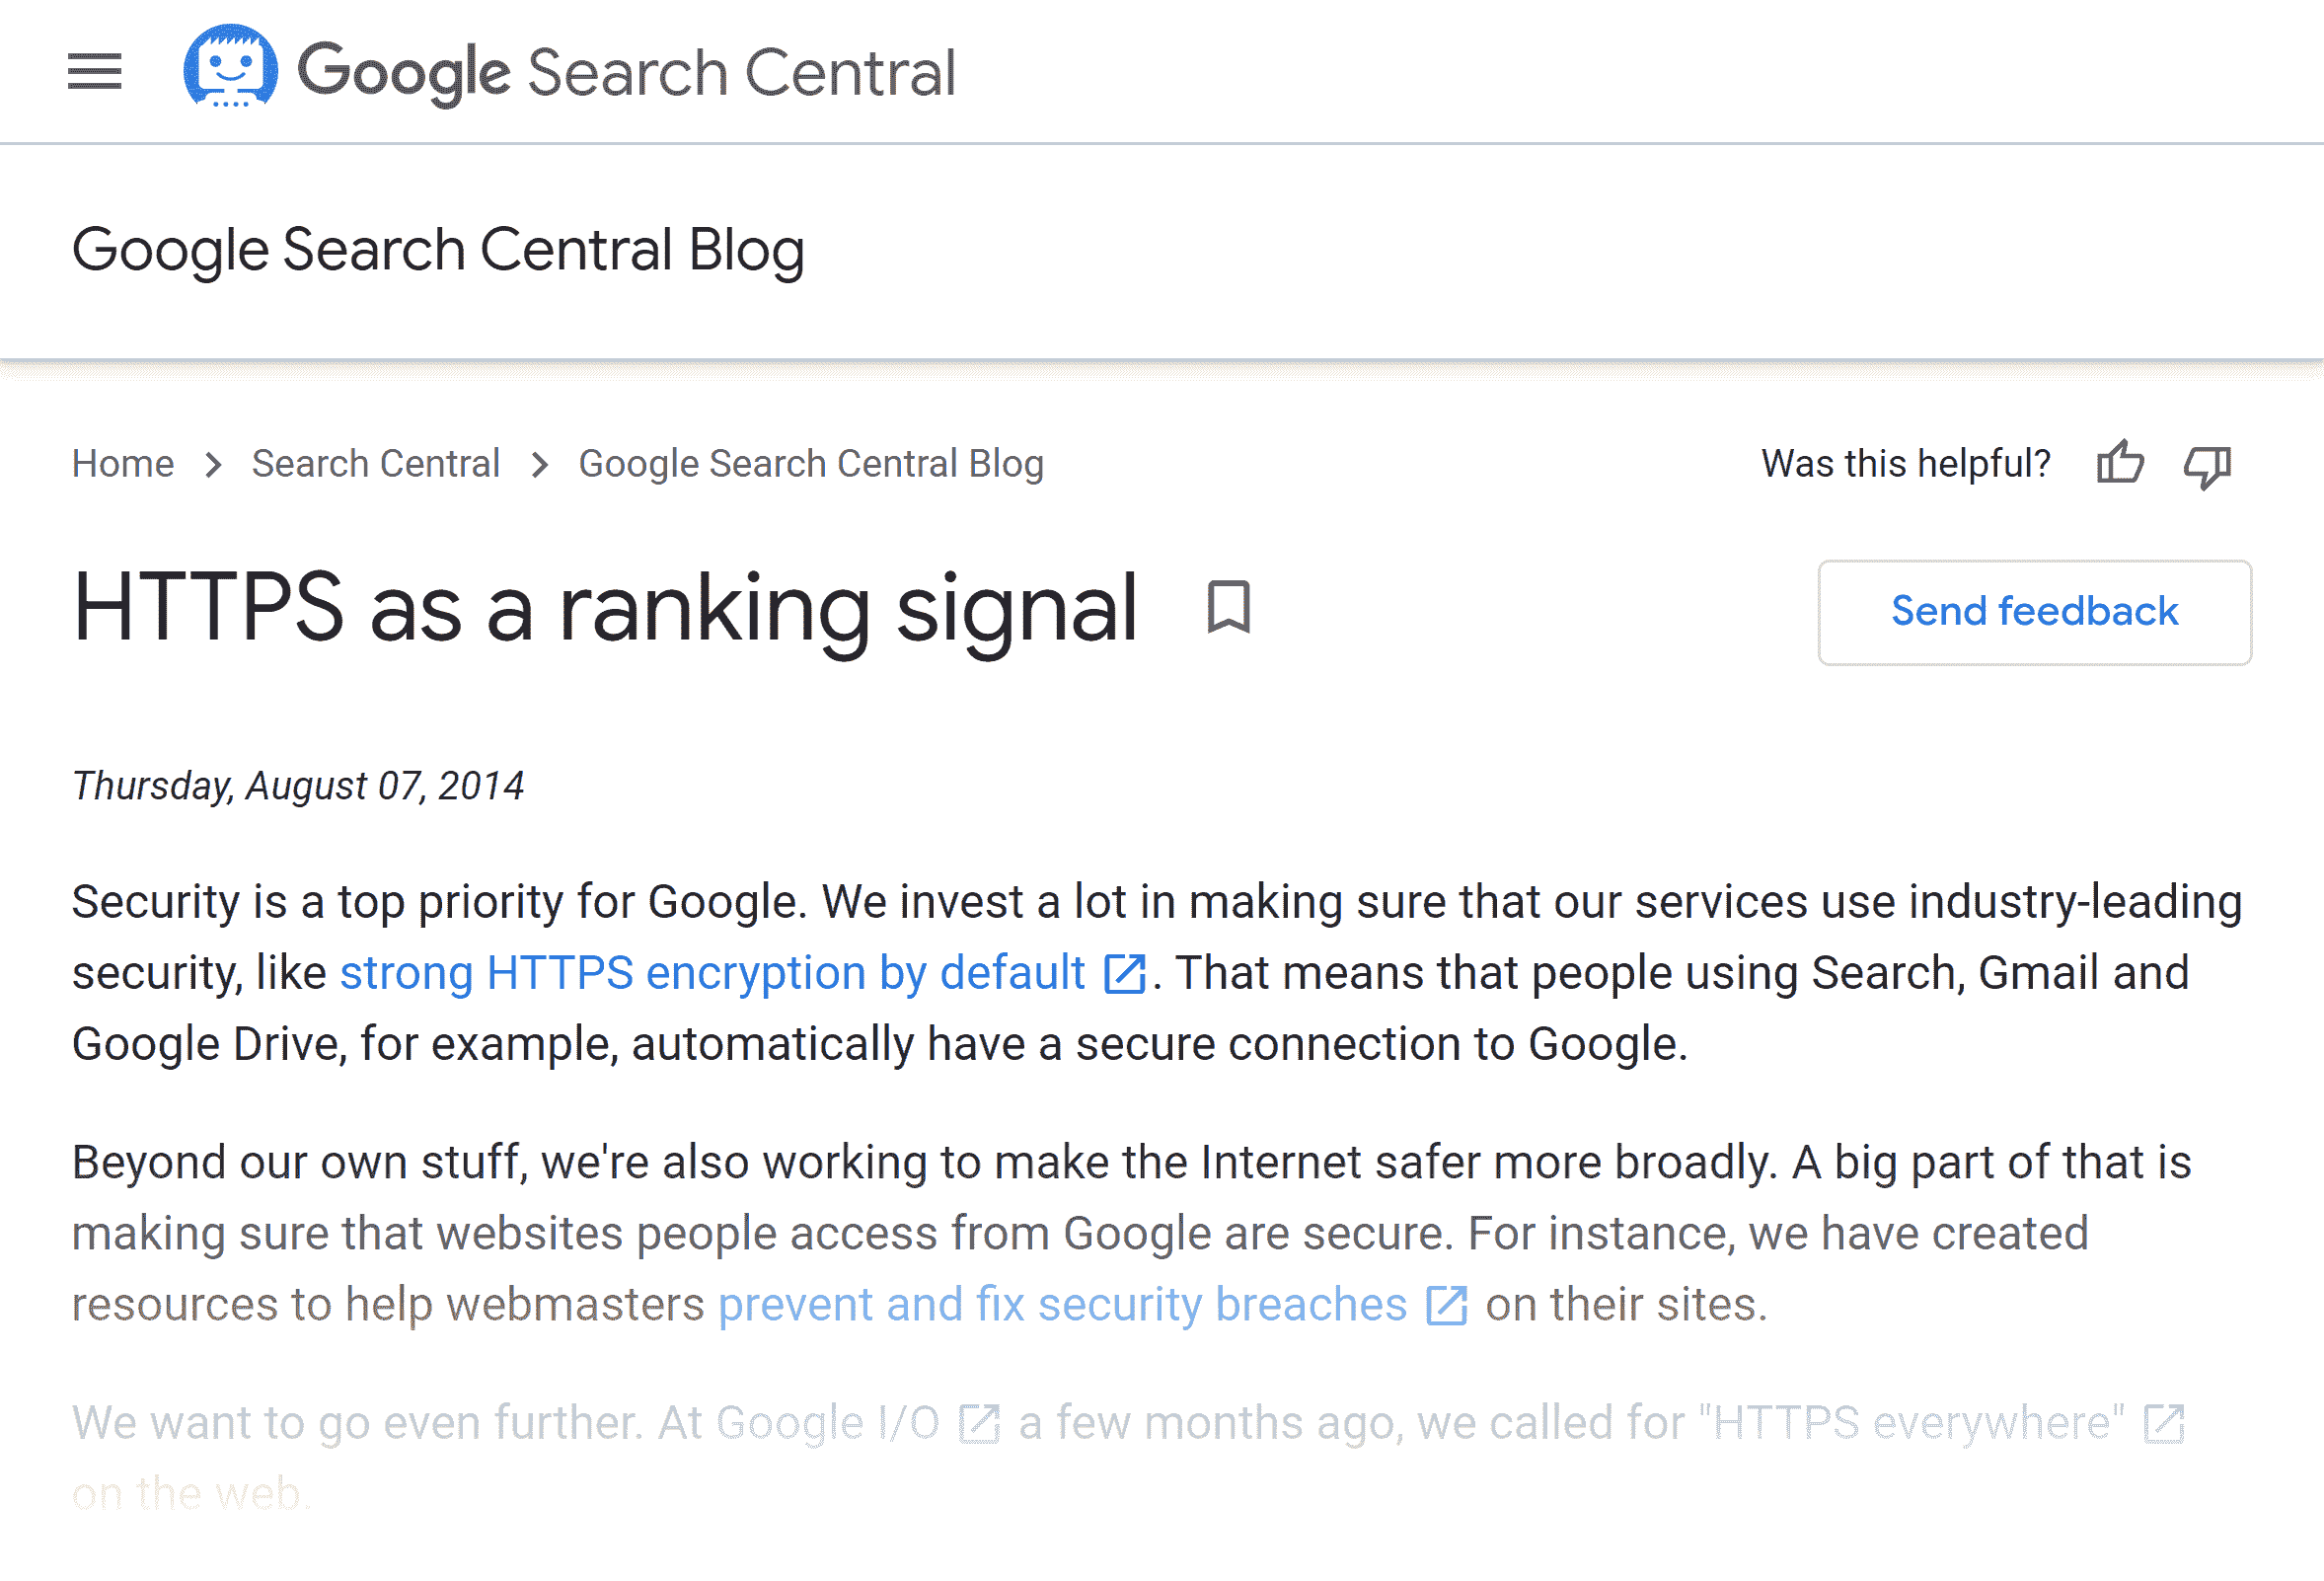 Google Search Central
Google Search Central Blog
Home > Search Central > Google Search Central Blog
Was this helpful?
HTTPS as a ranking signal
Send feedback
Thursday, August 07, 2014
Security is a top priority for Google. We invest a lot in making sure that our services use industry-leading
security, like strong HTTPS encryption by default. That means that people using Search, Gmail and
Google Drive, for example, automatically have a secure connection to Google.
Beyond our own stuff, we're also working to make the Internet safer more broadly. A big part of that is
making sure that websites people access from Google are secure. For instance, we have created
resources to help webmasters prevent and fix security breaches on their sites.
We want to go even further. At Google I/O a few months ago, we called for "HTTPS everywhere"
on the web.